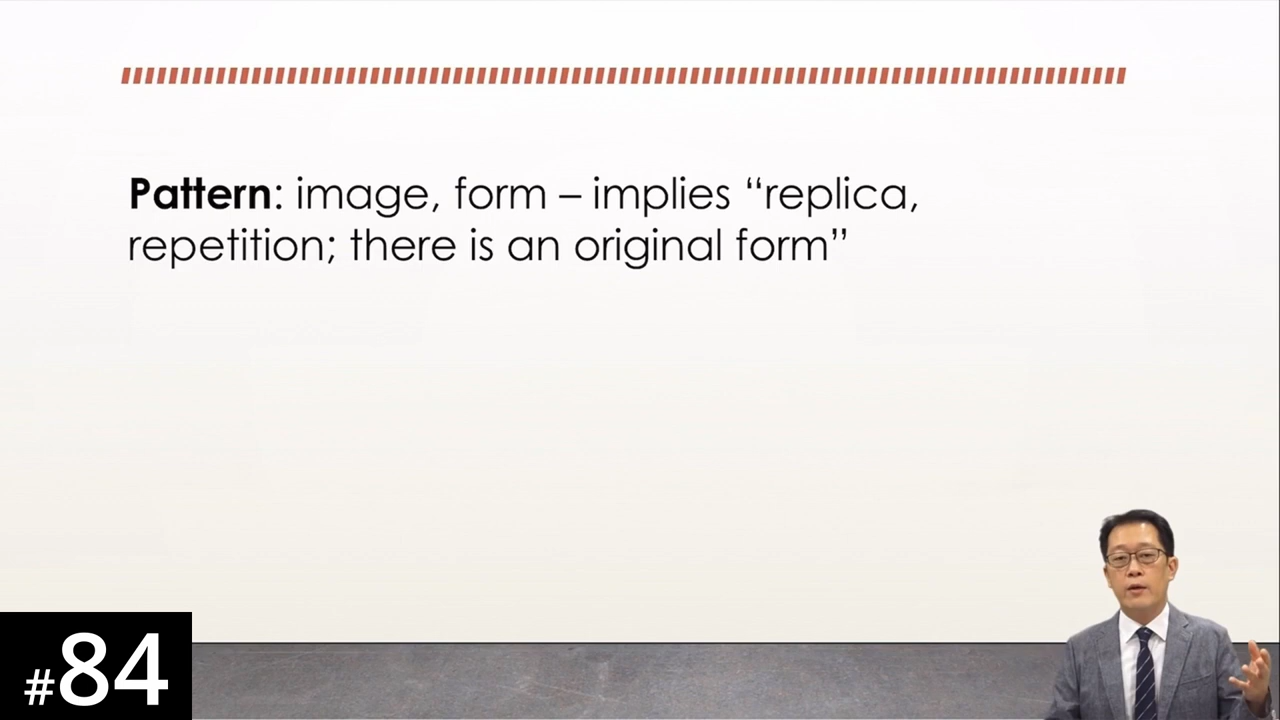 Pattern: image, form – implies “replica,
repetition; there is an original form”
#84